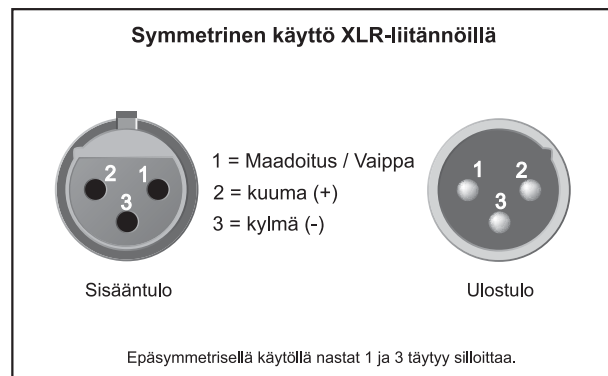 Symmetrinen käyttö XLR-liitännöillä
2 1
3
1 = Maadoitus / Vaippa
2 = kuuma (+)
3 = kylmä (-)
1 2
3
Sisääntulo
Ulostulo
Epäsymmetrisellä käytöllä nastat 1 ja 3 täytyy silloittaa.